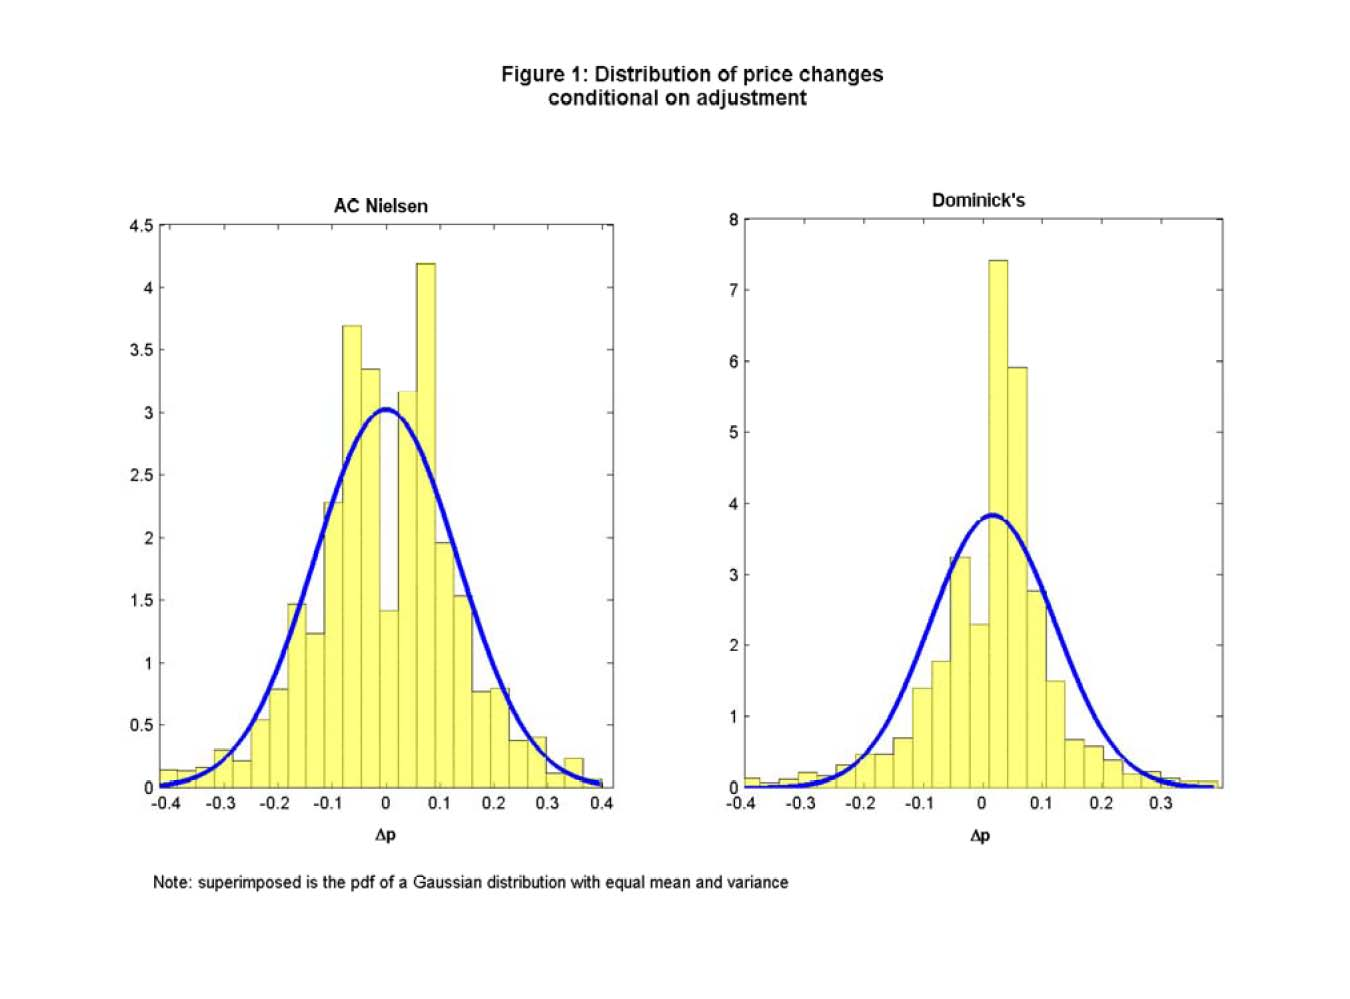 Figure 1: Distribution of price changes
conditional on adjustment
AC Nielsen
4.5
4
3.5
3
2.5
2
1.5
1
0.5
0
-0.4 -0.3 -0.2 -0.1 0 0.1 0.2 0.3 0.4
Δp
Dominick's
8
7
6
5
4
3
2
1
0
-0.4 -0.3 -0.2 -0.1 0 0.1 0.2 0.3
Δp
Note: superimposed is the pdf of a Gaussian distribution with equal mean and variance